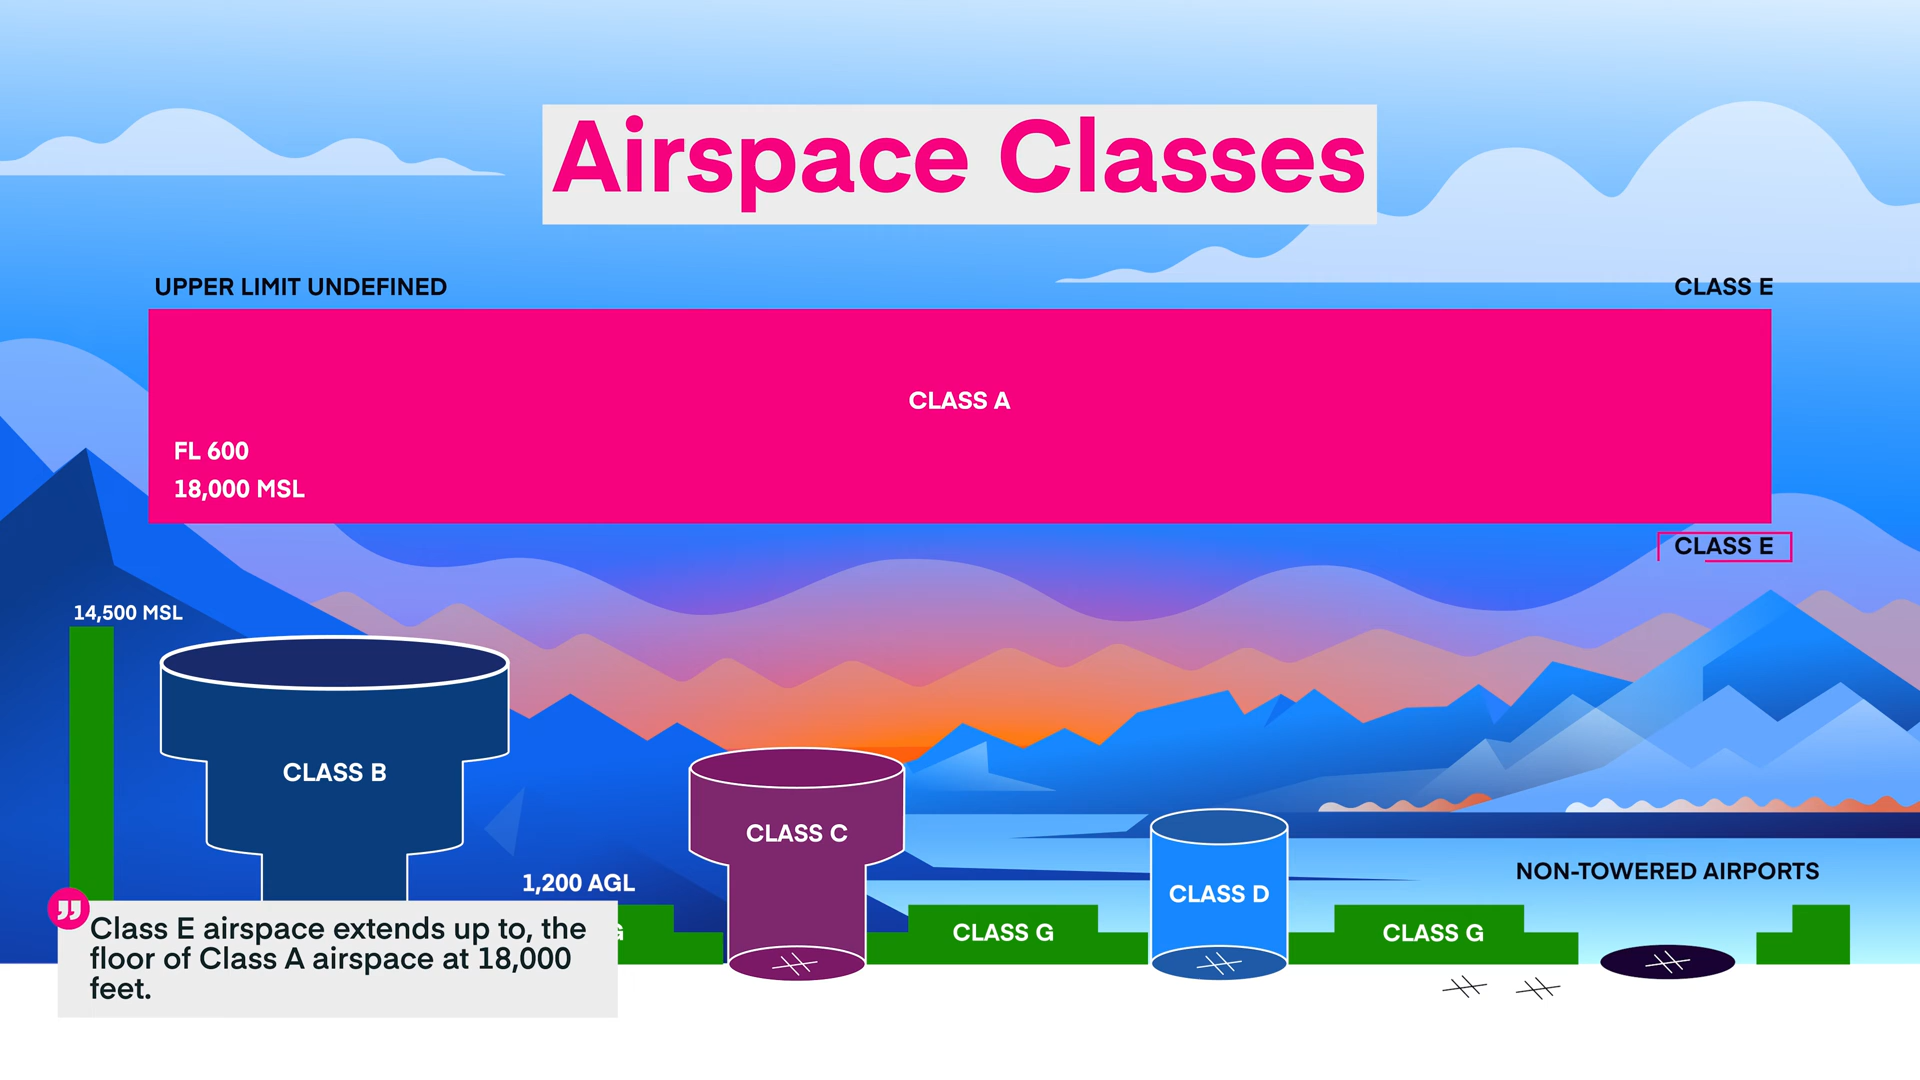 Airspace Classes
UPPER LIMIT UNDEFINED
CLASS E
CLASS A
FL 600
18,000 MSL
CLASS E
14,500 MSL
CLASS B
CLASS C
1,200 AGL
CLASS D
NON-TOWERED AIRPORTS
CLASS G
CLASS G
Class E airspace extends up to, the
floor of Class A airspace at 18,000
feet.